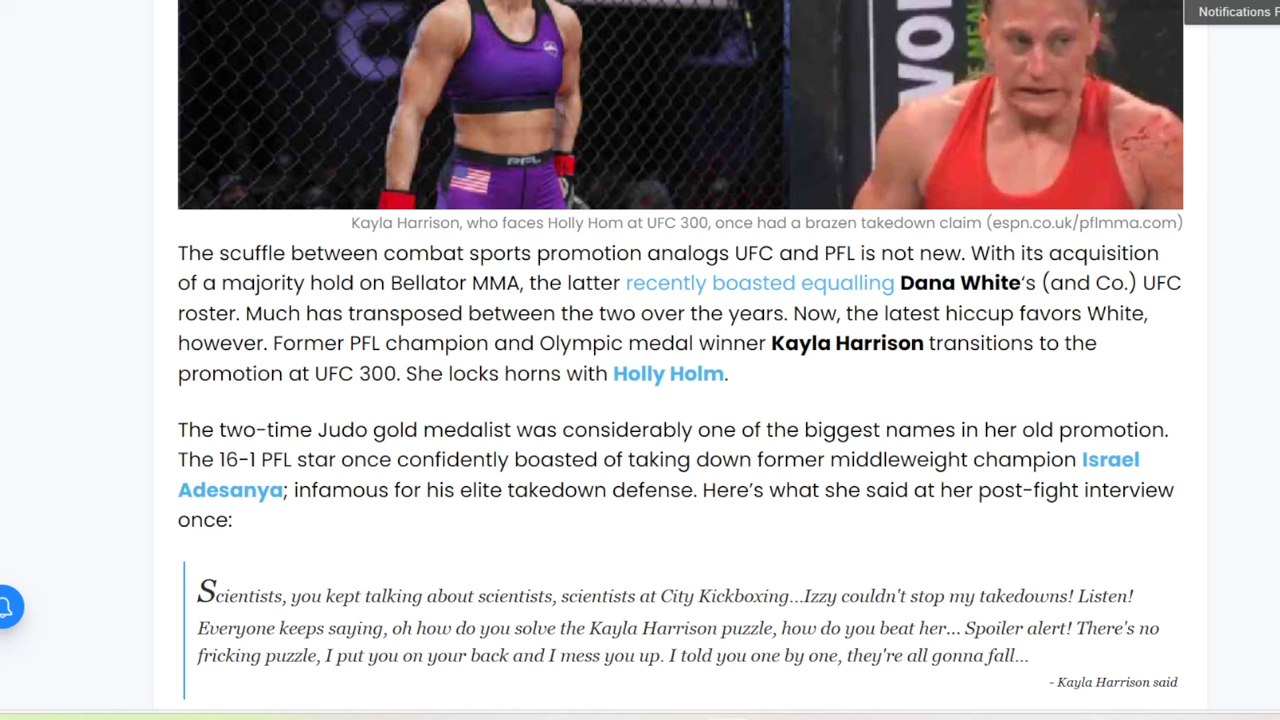 Notifications
PFL
Kayla Harrison, who faces Holly Hom at UFC 300, once had a brazen takedown claim (espn.co.uk/pflmma.com)
The scuffle between combat sports promotion analogs UFC and PFL is not new. With its acquisition
of a majority hold on Bellator MMA, the latter recently boasted equalling Dana White‘s (and Co.) UFC
roster. Much has transposed between the two over the years. Now, the latest hiccup favors White,
however. Former PFL champion and Olympic medal winner Kayla Harrison transitions to the
promotion at UFC 300. She locks horns with Holly Holm.
The two-time Judo gold medalist was considerably one of the biggest names in her old promotion.
The 16-1 PFL star once confidently boasted of taking down former middleweight champion Israel
Adesanya; infamous for his elite takedown defense. Here’s what she said at her post-fight interview
once:
Scientists, you kept talking about scientists, scientists at City Kickboxing...Izzy couldn't stop my takedowns! Listen!
Everyone keeps saying, oh how do you solve the Kayla Harrison puzzle, how do you beat her... Spoiler alert! There's no
fricking puzzle, I put you on your back and I mess you up. I told you one by one, they're all gonna fall...
- Kayla Harrison said